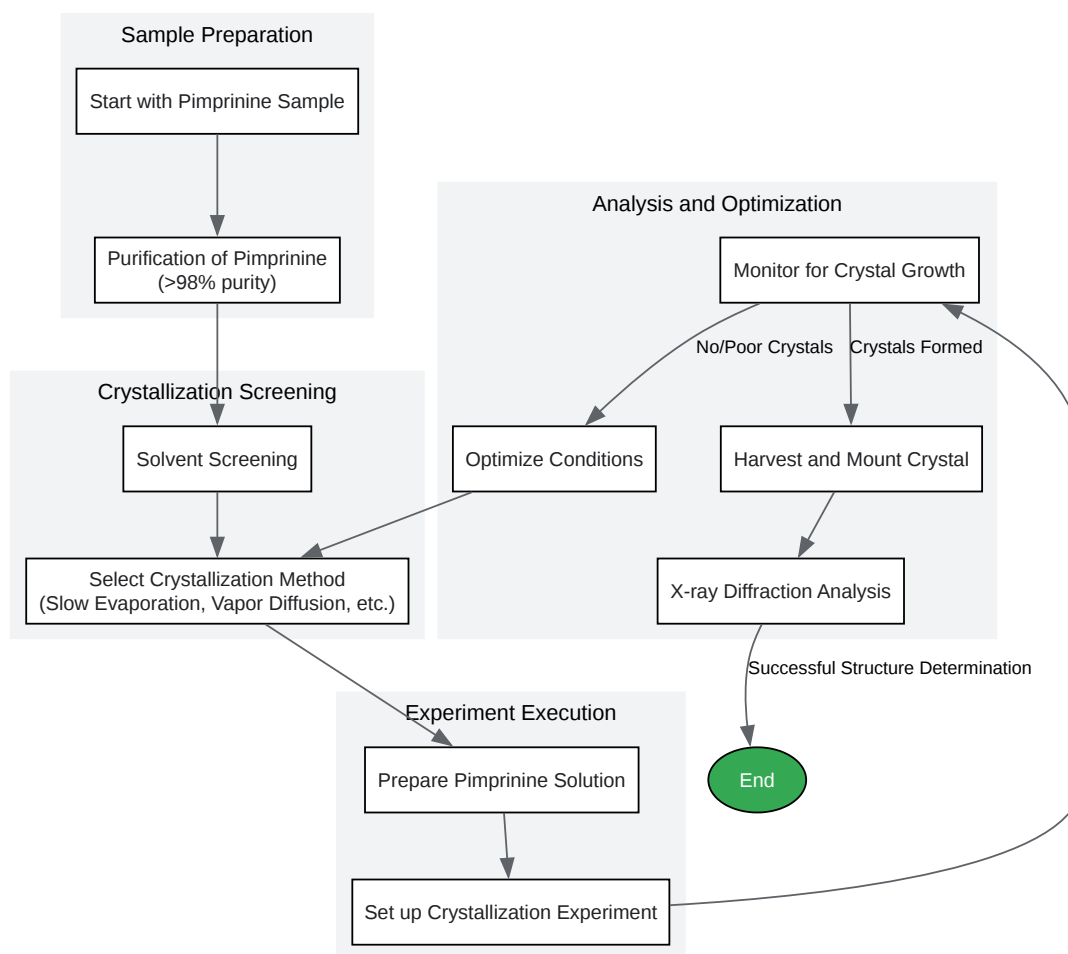 Sample Preparation
Start with Pimprinine Sample
Purification of Pimprinine
(>98% purity)
Crystallization Screening
Solvent Screening
Select Crystallization Method
(Slow Evaporation, Vapor Diffusion, etc.)
Analysis and Optimization
Monitor for Crystal Growth
No/Poor Crystals
Crystals Formed
Optimize Conditions
Harvest and Mount Crystal
X-ray Diffraction Analysis
Successful Structure Determination
Experiment Execution
Prepare Pimprinine Solution
End
Set up Crystallization Experiment